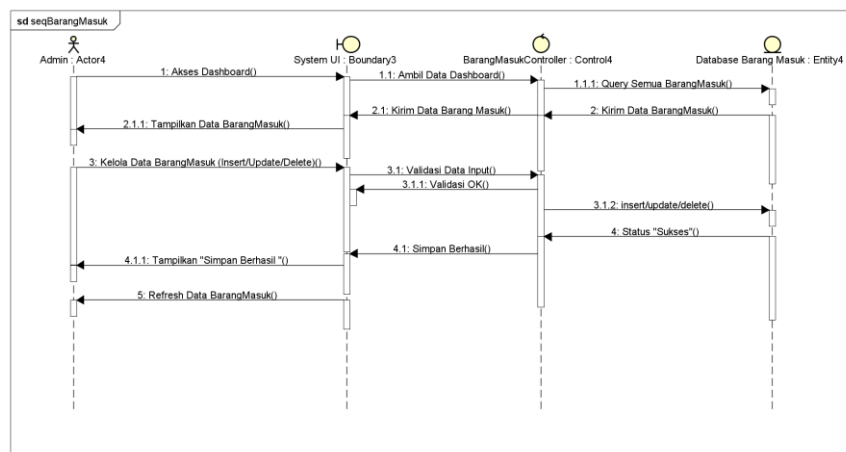 sd seqBarangMasuk
Admin : Actor4
System UI : Boundary3
BarangMasukController : Control4
Database Barang Masuk : Entity4
1: Akses Dashboard()
1.1: Ambil Data Dashboard()
1.1.1: Query Semua BarangMasuk()
2: Kirim Data BarangMasuk()
2.1: Kirim Data Barang Masuk()
2.1.1: Tampilkan Data BarangMasuk()
3: Kelola Data BarangMasuk (Insert/Update/Delete)()
3.1: Validasi Data Input()
3.1.1: Validasi OK()
3.1.2: insert/update/delete()
4: Status "Sukses"()
4.1: Simpan Berhasil()
4.1.1: Tampilkan "Simpan Berhasil "()
5: Refresh Data BarangMasuk()